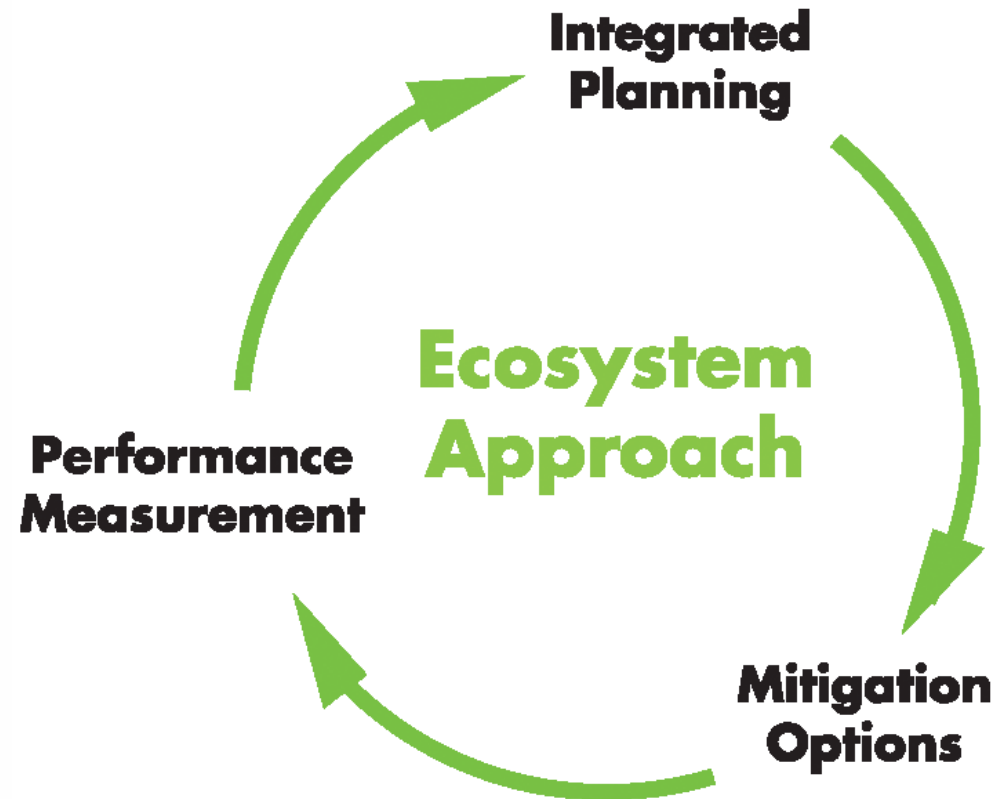 Integrated
Planning
Ecosystem
Approach
Performance
Measurement
Mitigation
Options